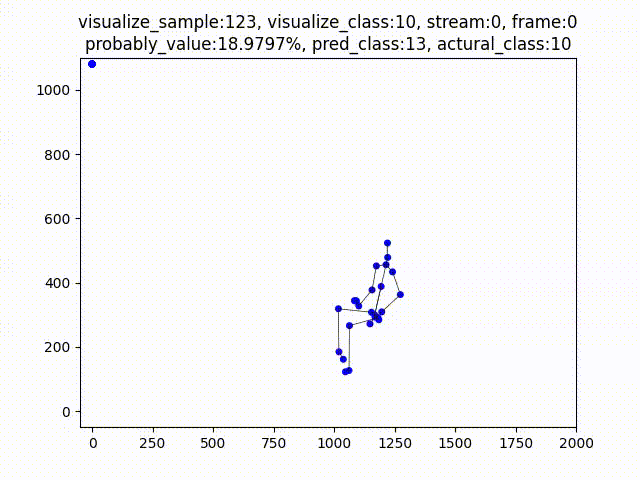 visualize_sample:123, visualize_class:10, stream:0, frame:0
probably_value:18.9797%, pred_class:13, actural_class:10
1000
800
600
400
200
0
0 250 500 750 1000 1250 1500 1750 2000